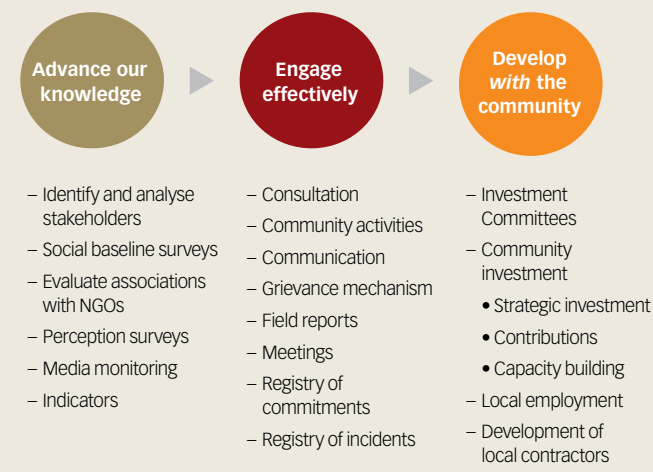 Advance our
knowledge
Engage
effectively
Develop
with the
community
– Identify and analyse
stakeholders
– Social baseline surveys
– Evaluate associations
with NGOs
– Perception surveys
– Media monitoring
– Indicators
– Consultation
– Community activities
– Communication
– Grievance mechanism
– Field reports
– Meetings
– Registry of
commitments
– Registry of incidents
– Investment
Committees
– Community
investment
• Strategic investment
• Contributions
• Capacity building
– Local employment
– Development of
local contractors